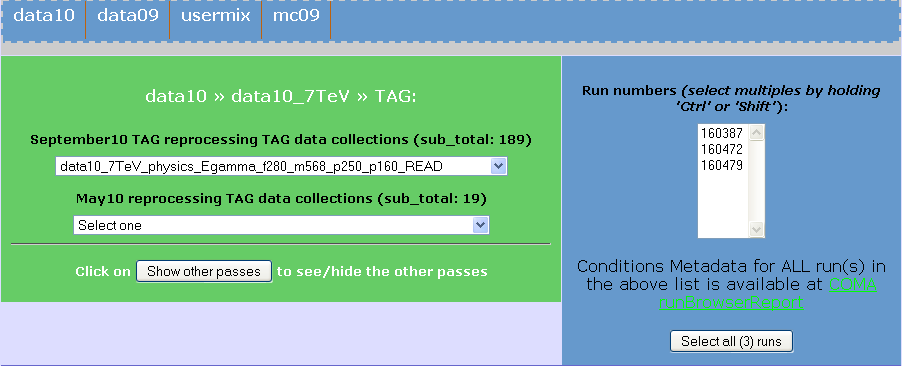 data10 data09 usermix mc09
data10 » data10_7TeV » TAG:
September10 TAG reprocessing TAG data collections (sub_total: 189)
data10_7TeV_physics_Egamma_f280_m568_p250_p160_READ
May10 reprocessing TAG data collections (sub_total: 19)
Select one
Click on Show other passes to see/hide the other passes
Run numbers (select multiples by holding
'Ctrl' or 'Shift'):
160387
160472
160479
Conditions Metadata for ALL run(s) in
the above list is available at COMA
runBrowserReport
Select all (3) runs